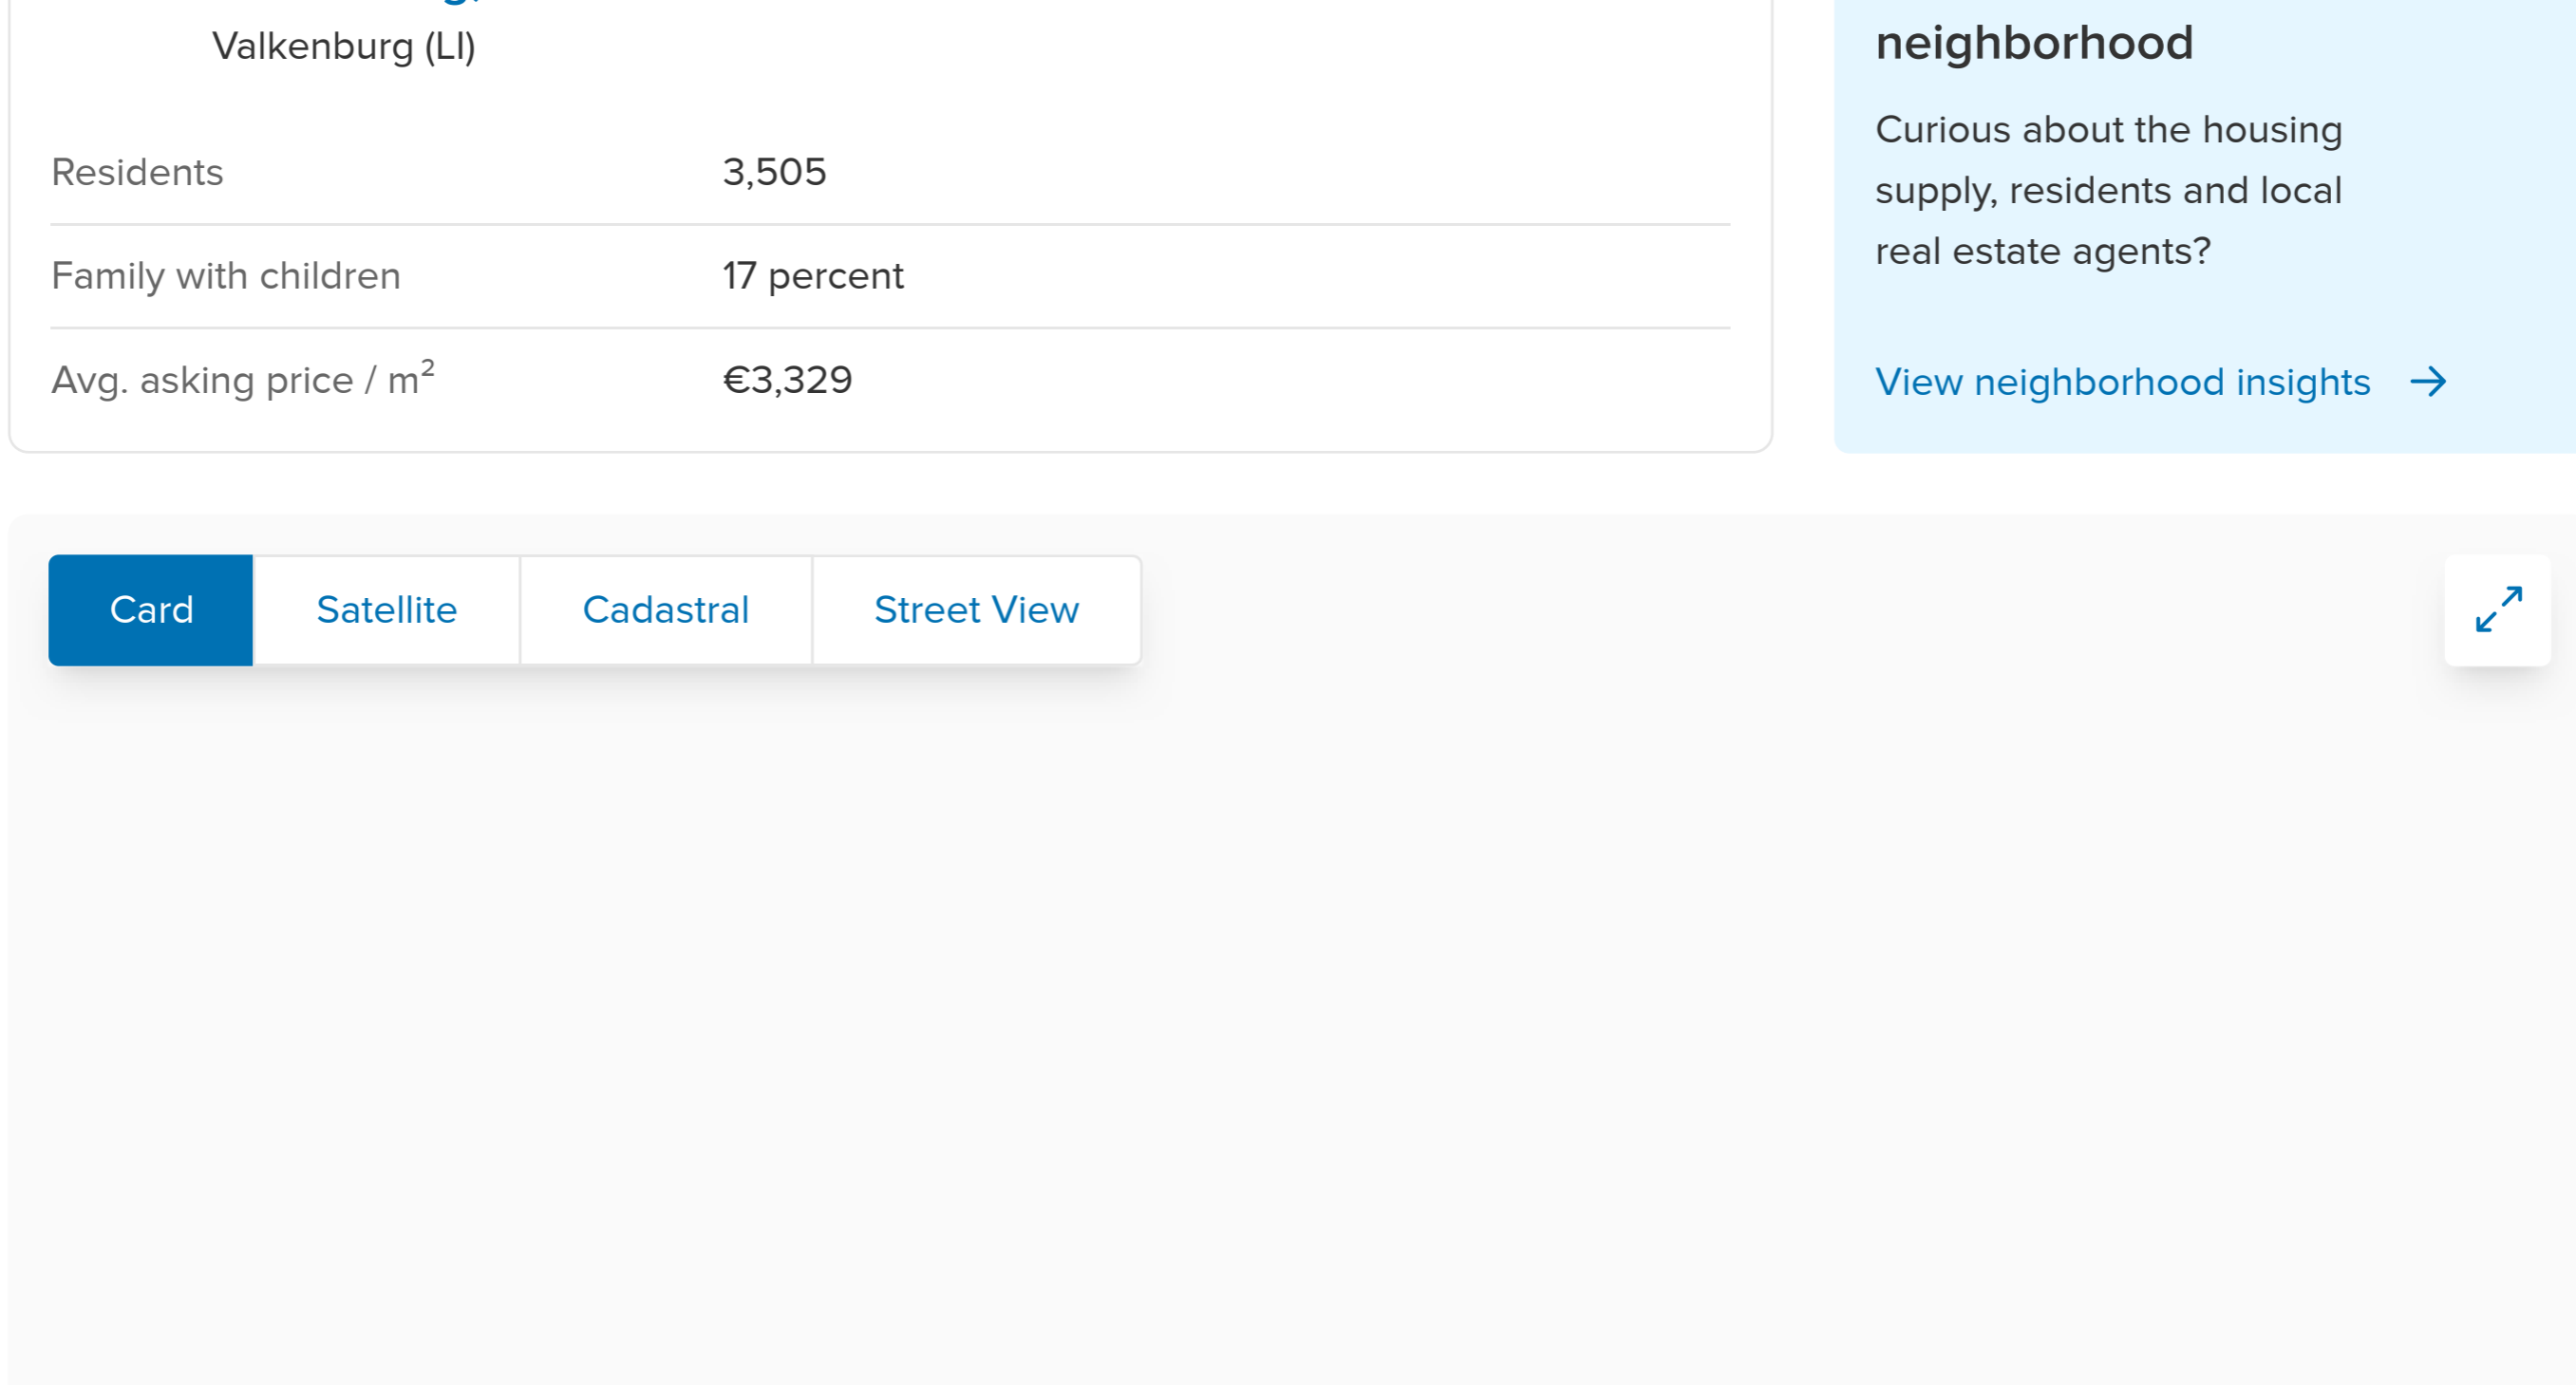 Valkenburg (LI)
Residents 3,505
Family with children 17 percent
Avg. asking price / m² €3,329
neighborhood
Curious about the housing
supply, residents and local
real estate agents?
View neighborhood insights →
Card Satellite Cadastral Street View